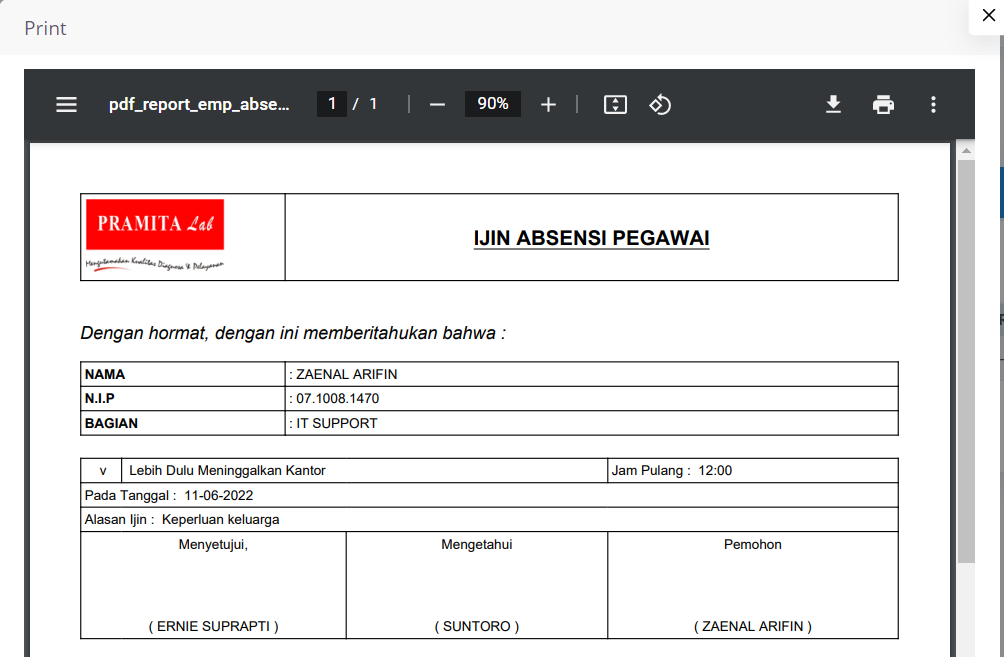 Print
pdf_report_emp_abse... 1 / 1 90%
PRAMITA Lab
Mengutamakan Kualitas Diagnosa & Pelayanan
IJIN ABSENSI PEGAWAI
Dengan hormat, dengan ini memberitahukan bahwa :
NAMA : ZAENAL ARIFIN
N.I.P : 07.1008.1470
BAGIAN : IT SUPPORT
v Lebih Dulu Meninggalkan Kantor Jam Pulang : 12:00
Pada Tanggal : 11-06-2022
Alasan Ijin : Keperluan keluarga
Menyetujui, Mengetahui Pemohon
( ERNIE SUPRAPTI ) ( SUNTORO ) ( ZAENAL ARIFIN )